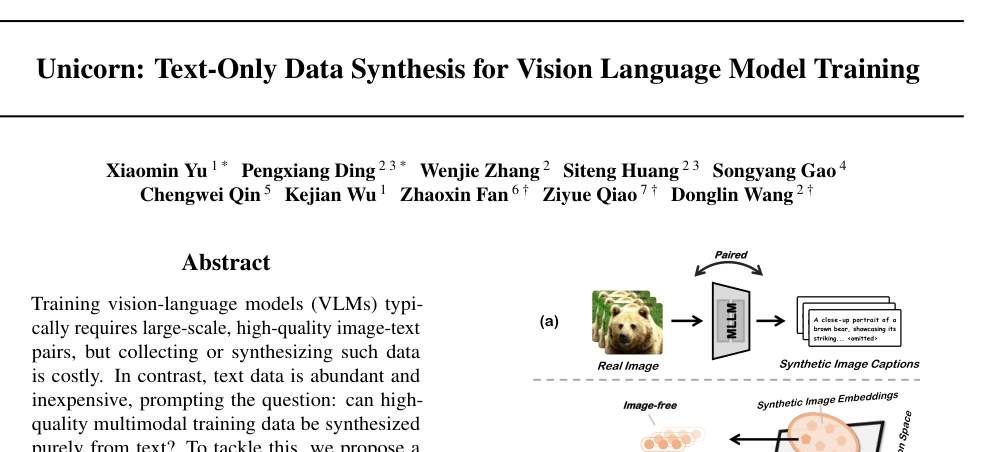 Unicorn: Text-Only Data Synthesis for Vision Language Model Training
Xiaomin Yu 1 * Pengxiang Ding 2 3 * Wenjie Zhang 2 Siteng Huang 2 3 Songyang Gao 4
Chengwei Qin 5 Kejian Wu 1 Zhaoxin Fan 6 † Ziyue Qiao 7 † Donglin Wang 2 †
Abstract
Training vision-language models (VLMs) typi-
cally requires large-scale, high-quality image-text
pairs, but collecting or synthesizing such data
is costly. In contrast, text data is abundant and
inexpensive, prompting the question: can high-
quality multimodal training data be synthesized
purely from text? To tackle this, we propose a
Paired
(a)
MLLM
A close-up portrait of a
brown bear, showcasing its
striking... <omitted>
Real Image
Synthetic Image Captions
Image-free
Synthetic Image Embeddings
Space